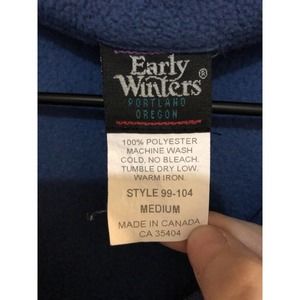 Early
Winters®
PORTLAND
OREGON
100% POLYESTER
MACHINE WASH
COLD. NO BLEACH.
TUMBLE DRY LOW.
WARM IRON.
STYLE 99-104
MEDIUM
MADE IN CANADA
CA 35404